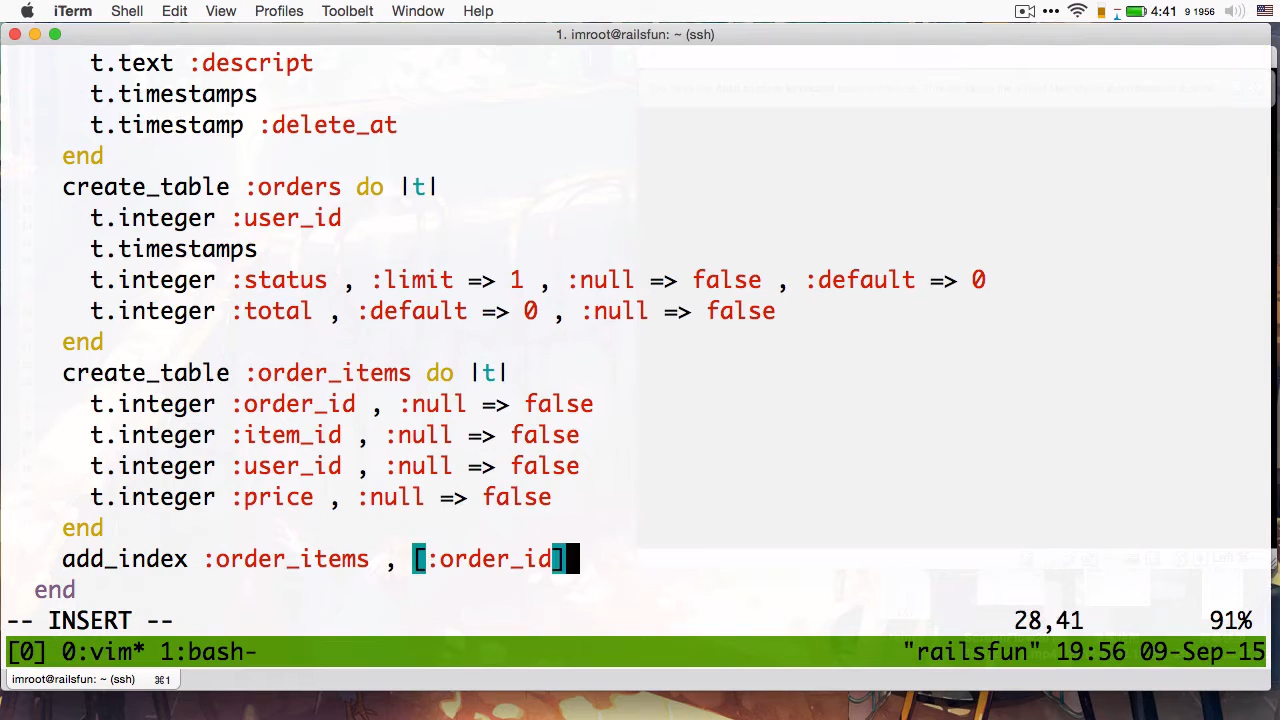 iTerm Shell Edit View Profiles Toolbelt Window Help 4:41 9 1956
1. imroot@railsfun: ~ (ssh)
t.text :descript
t.timestamps
t.timestamp :delete_at
end
create_table :orders do |t|
t.integer :user_id
t.timestamps
t.integer :status , :limit => 1 , :null => false , :default => 0
t.integer :total , :default => 0 , :null => false
end
create_table :order_items do |t|
t.integer :order_id , :null => false
t.integer :item_id , :null => false
t.integer :user_id , :null => false
t.integer :price , :null => false
end
add_index :order_items , [:order_id]
end
-- INSERT -- 28,41 91%
[0] 0:vim* 1:bash- "railsfun" 19:56 09-Sep-15
imroot@railsfun: ~ (ssh) ⌘1